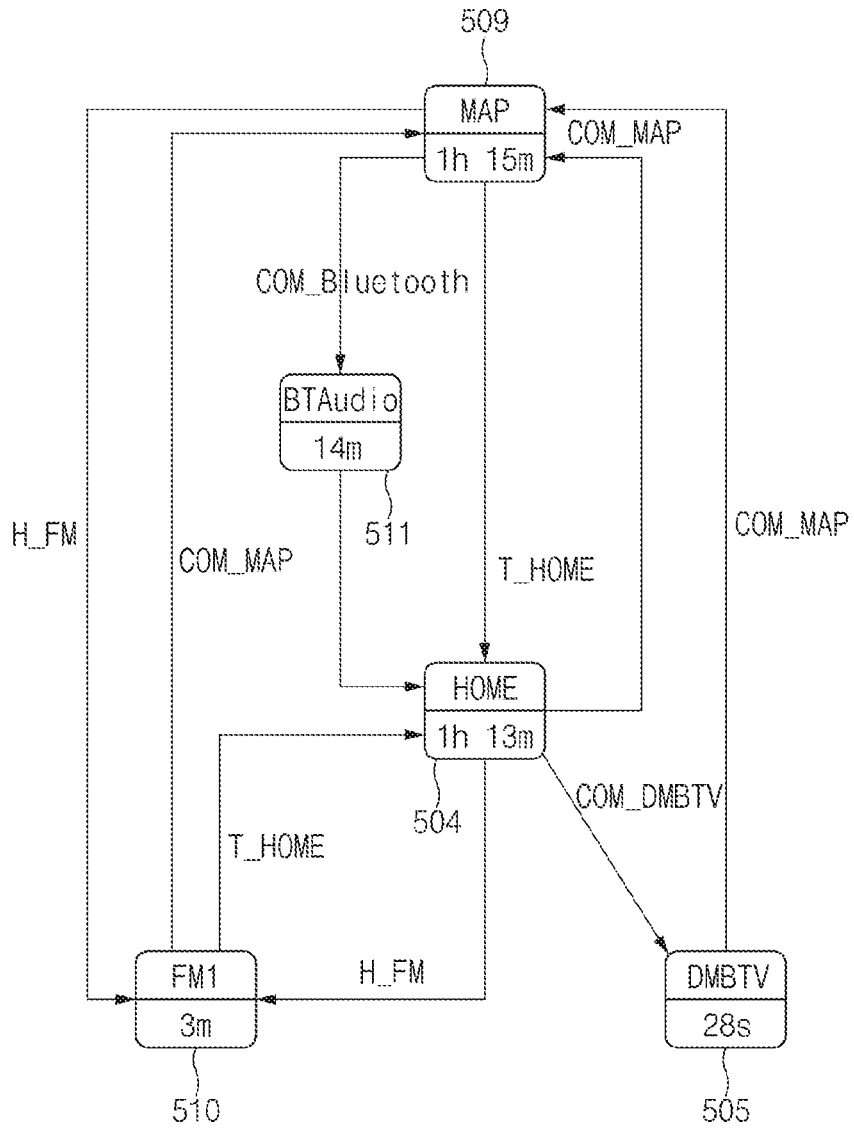 509
MAP
1h 15m
COM_MAP
COM_Bluetooth
BTAudio
14m
511
H_FM
COM_MAP
T_HOME
COM_MAP
HOME
1h 13m
504
COM_DMBTV
T_HOME
H_FM
FM1
3m
510
DMBTV
28s
505